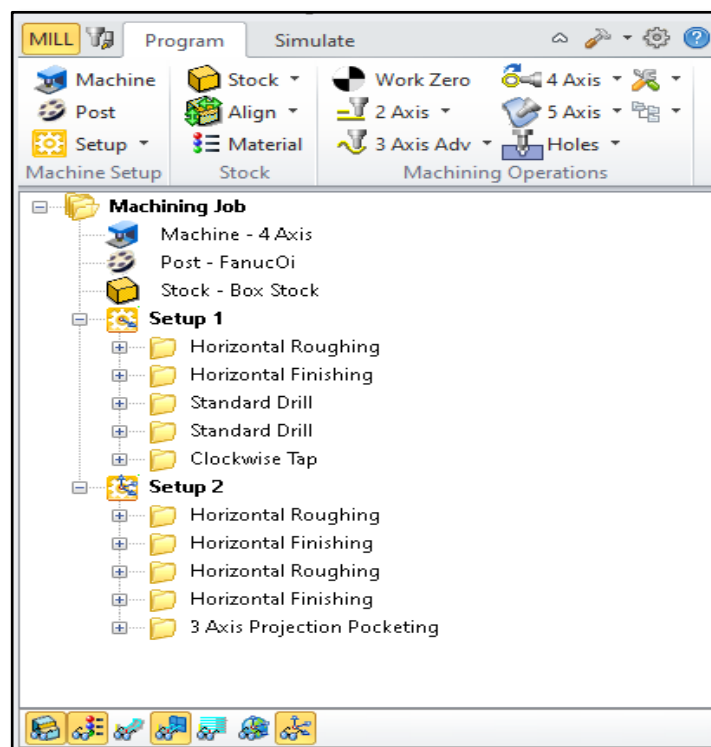 MILL Program Simulate
Machine Stock Work Zero 4 Axis
Post Align 2 Axis 5 Axis
Setup Material 3 Axis Adv Holes
Machine Setup Stock Machining Operations
Machining Job
Machine - 4 Axis
Post - FanucOi
Stock - Box Stock
Setup 1
Horizontal Roughing
Horizontal Finishing
Standard Drill
Standard Drill
Clockwise Tap
Setup 2
Horizontal Roughing
Horizontal Finishing
Horizontal Roughing
Horizontal Finishing
3 Axis Projection Pocketing